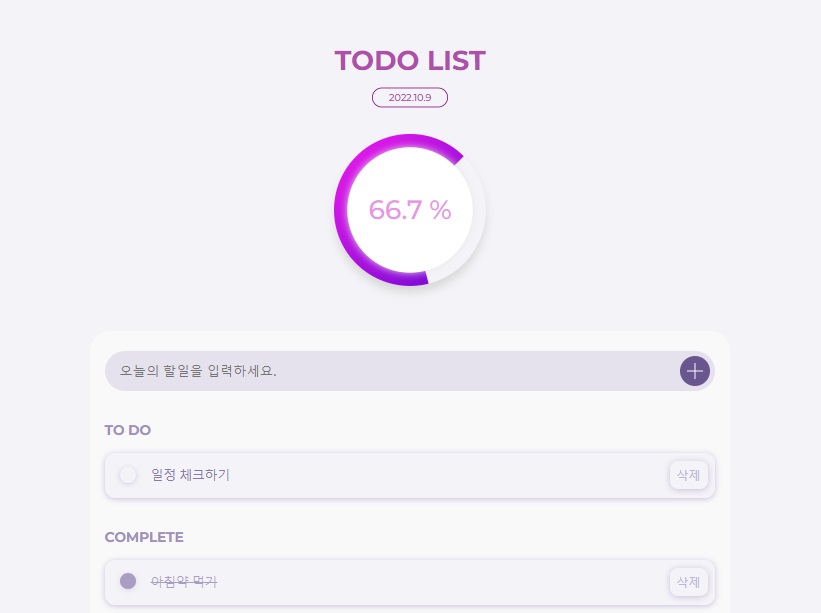 TODO LIST
2022.10.9
66.7 %
오늘의 할일을 입력하세요.
TO DO
일정 체크하기
삭제
COMPLETE
아침약 먹기
삭제